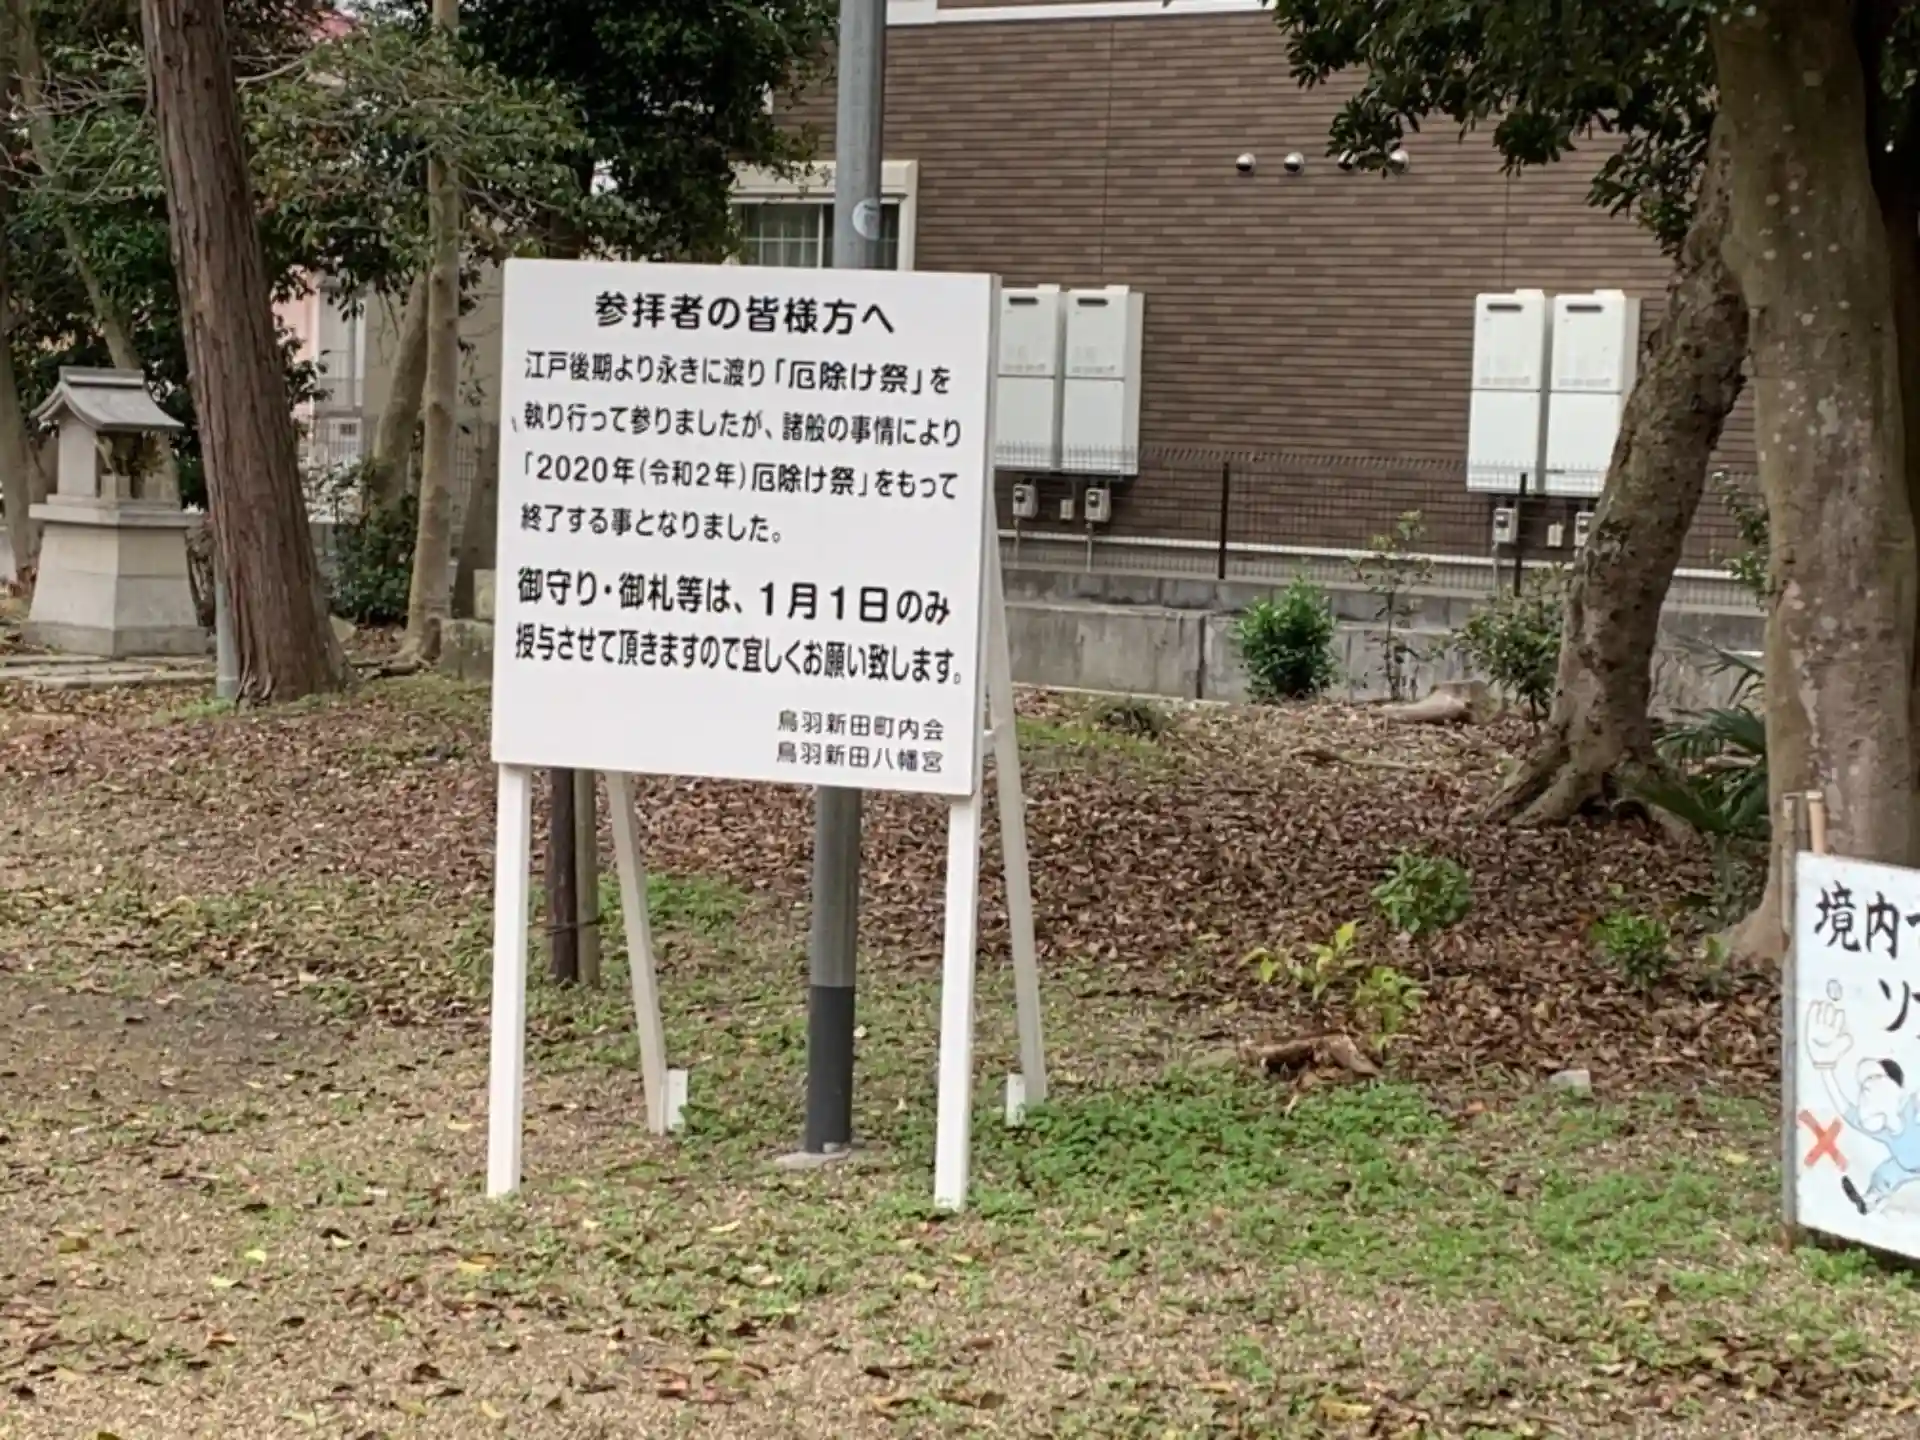 参拝者の皆様方へ
江戸後期より永きに渡り「厄除け祭」を
執り行って参りましたが、諸般の事情により
「2020年(令和2年)厄除け祭」をもって
終了する事となりました。
御守り・御札等は、1月1日のみ
授与させて頂きますので宜しくお願い致します。
鳥羽新田町内会
鳥羽新田八幡宮
境内
ソ